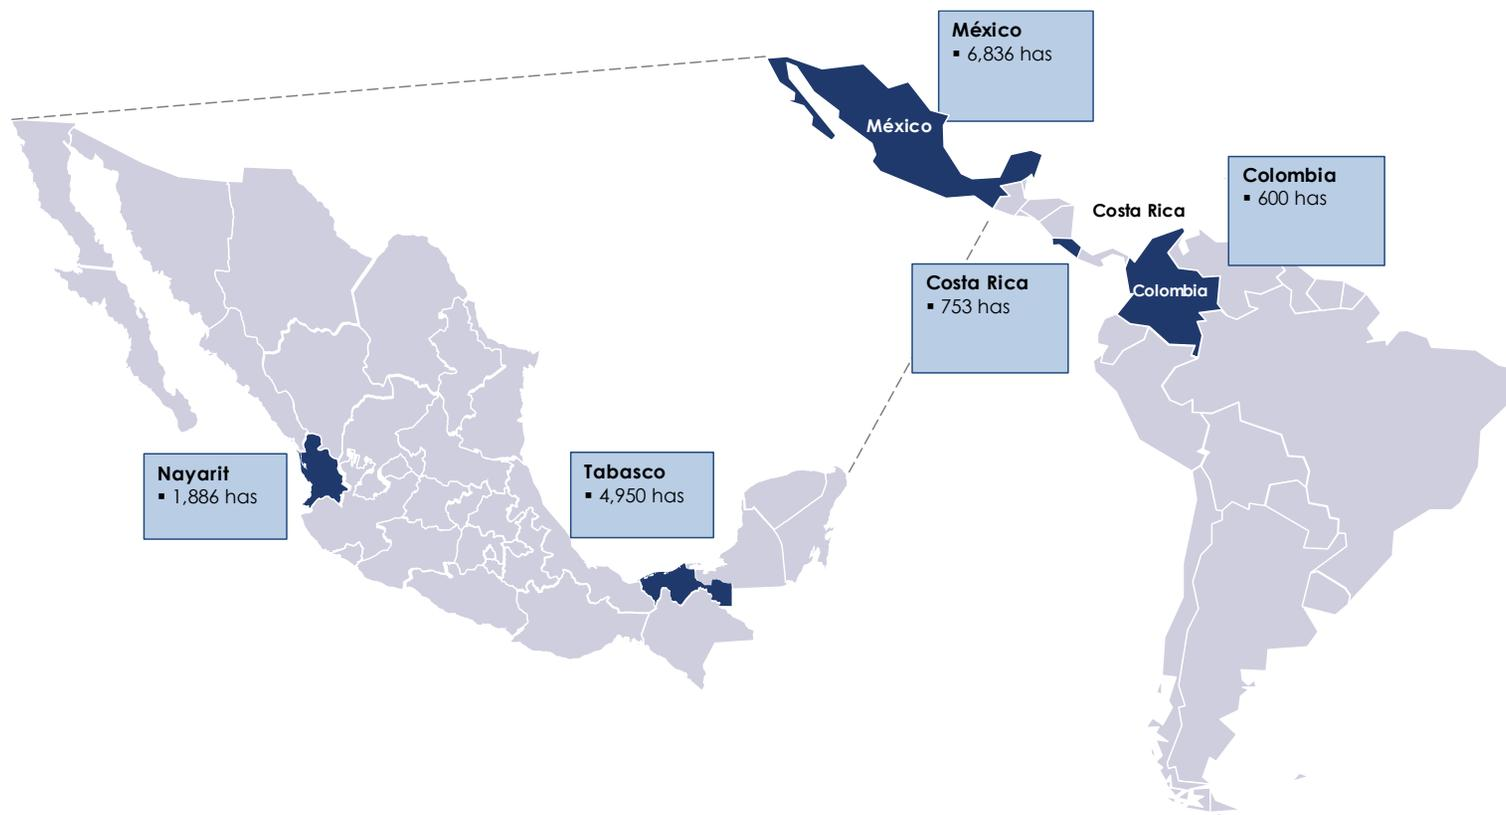 México
▪ 6,836 has
México
Colombia
▪ 600 has
Costa Rica
Costa Rica
▪ 753 has
Colombia
Nayarit
▪ 1,886 has
Tabasco
▪ 4,950 has